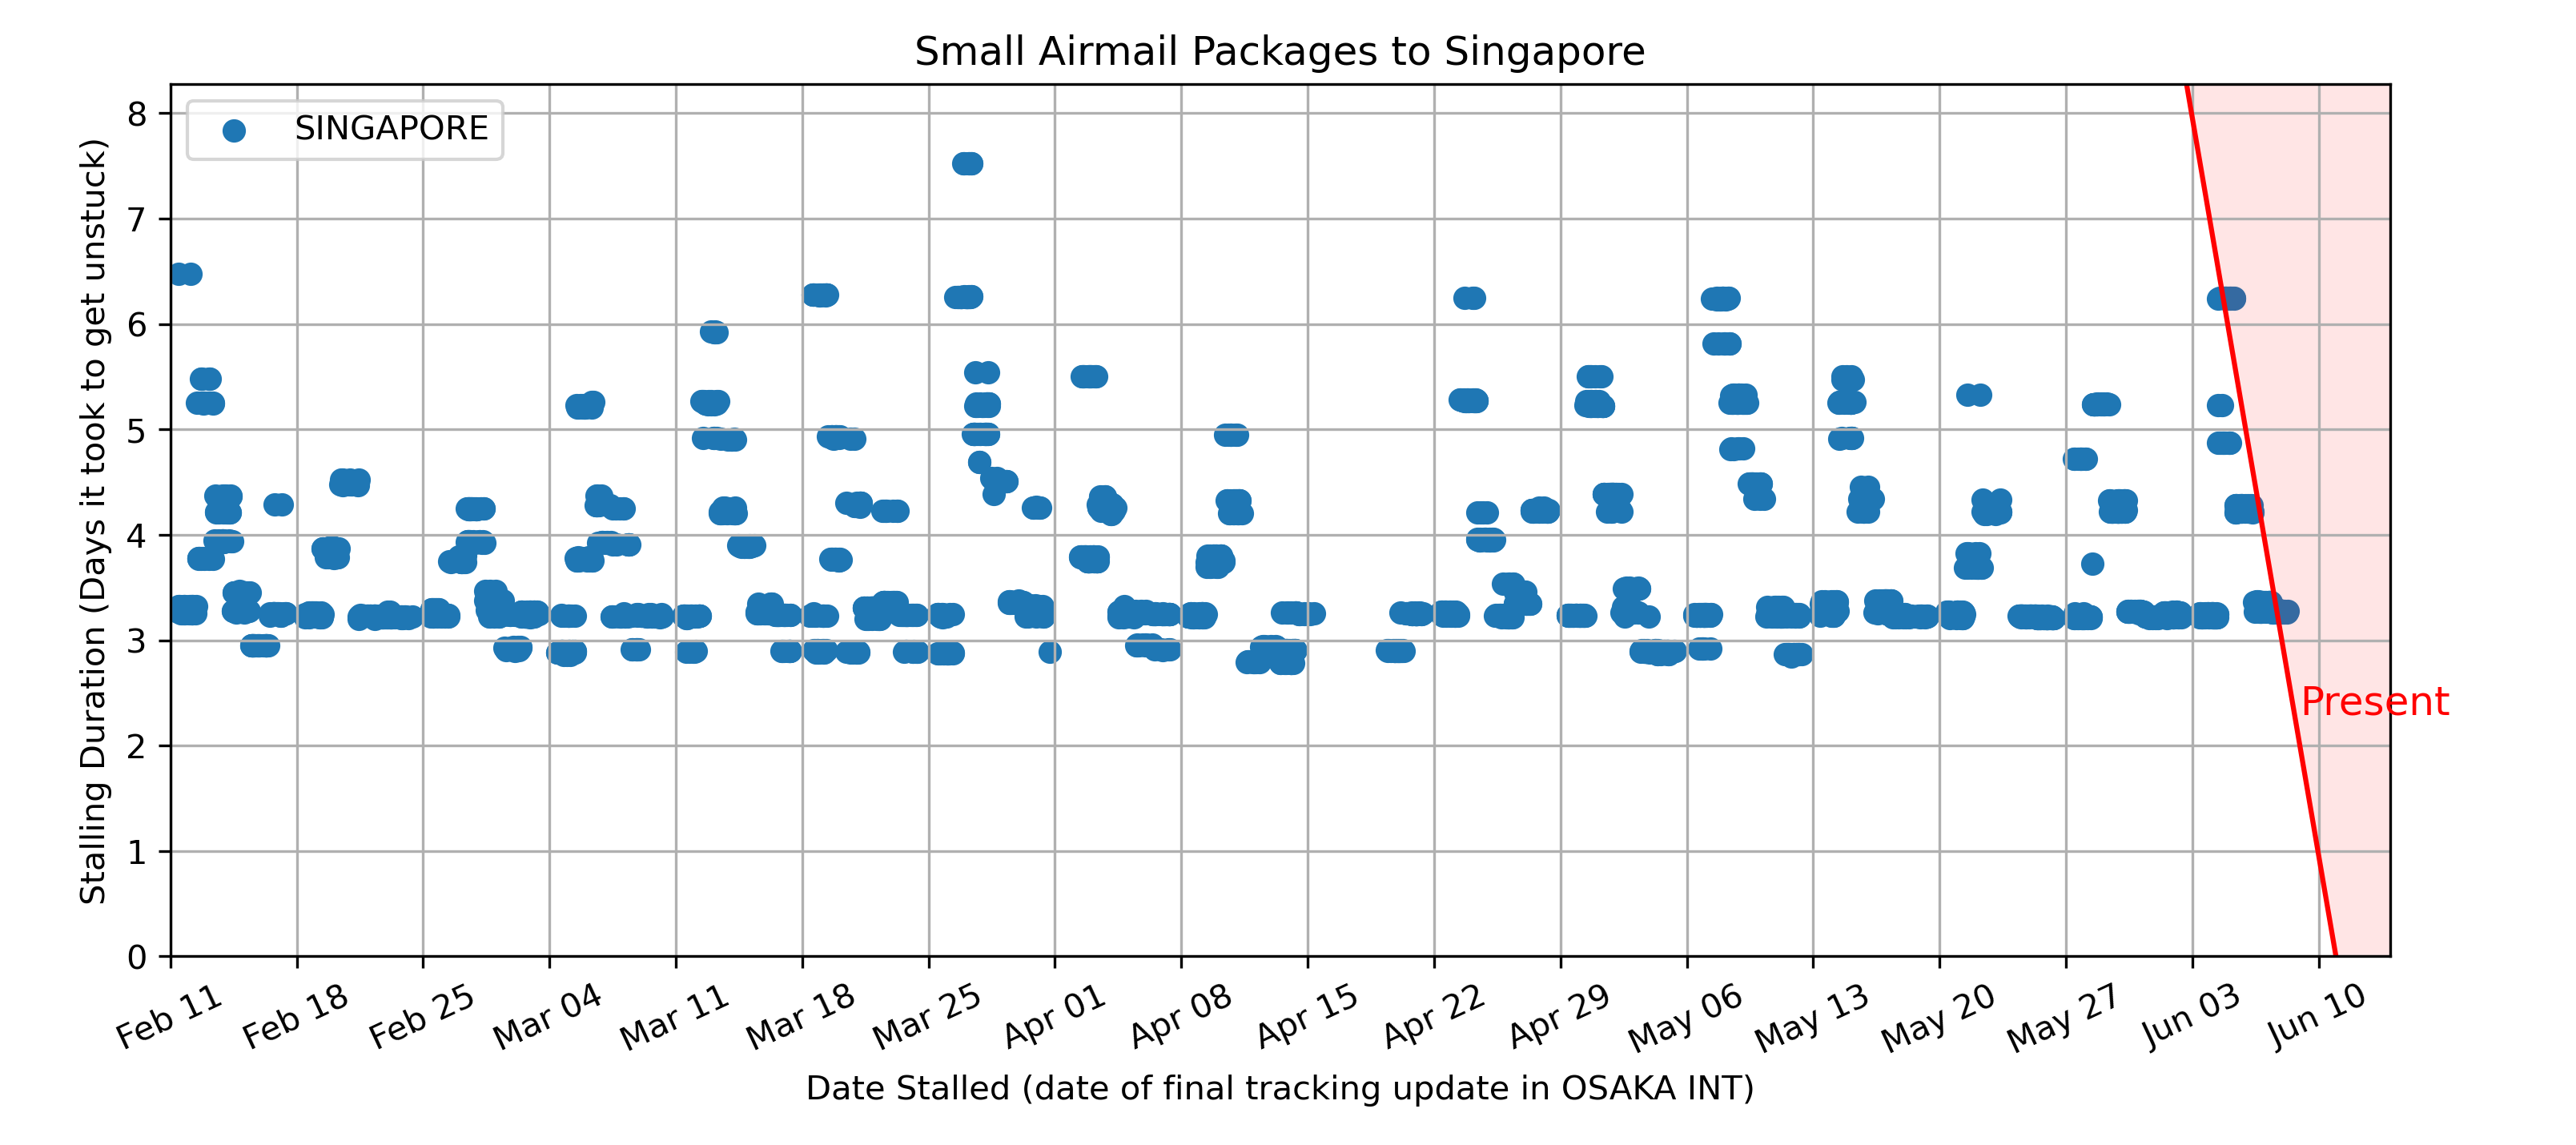 Small Airmail Packages to Singapore
SINGAPORE
Stalling Duration (Days it took to get unstuck)
8
7
6
5
4
3
2
1
0
Present
Feb 11
Feb 18
Feb 25
Mar 04
Mar 11
Mar 18
Mar 25
Apr 01
Apr 08
Apr 15
Apr 22
Apr 29
May 06
May 13
May 20
May 27
Jun 03
Jun 10
Date Stalled (date of final tracking update in OSAKA INT)